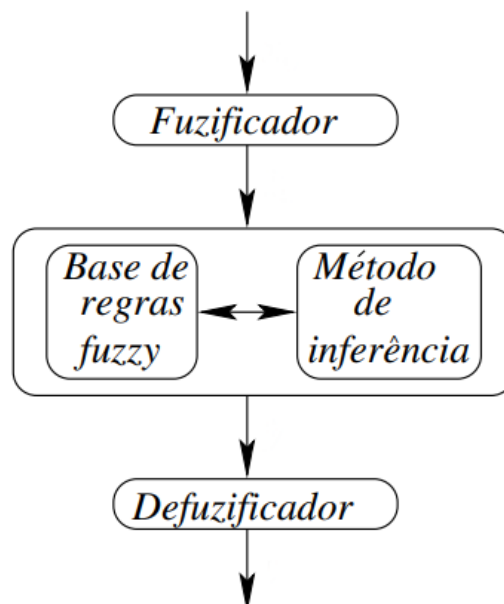 Fuzificador
Base de
regras
fuzzy
Método
de
inferência
Defuzificador